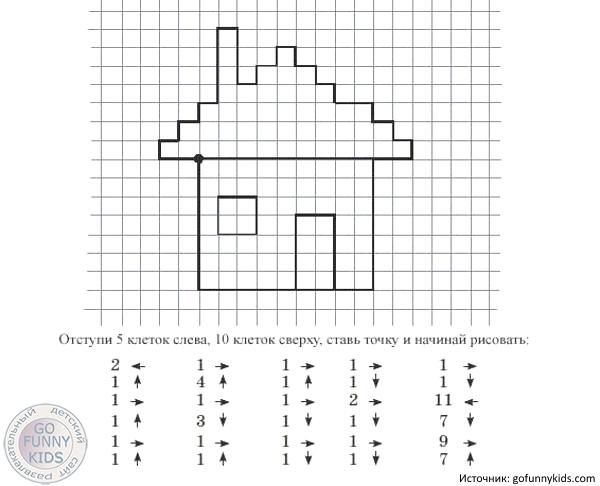 Отступи 5 клеток слева, 10 клеток сверху, ставь точку и начинай рисовать:
2 ← 1 → 1 → 1 → 1 →
1 ↑ 4 ↑ 1 ↑ 1 ↓ 1 ↓
1 → 1 → 1 → 2 → 11 ←
1 ↑ 3 ↓ 1 ↓ 1 ↓ 7 ↓
1 → 1 → 1 → 1 → 9 →
1 ↑ 1 ↑ 1 ↓ 1 ↓ 7 ↑
развлекательный детский сайт
GO
FUNNY
KIDS
Источник: gofunnykids.com